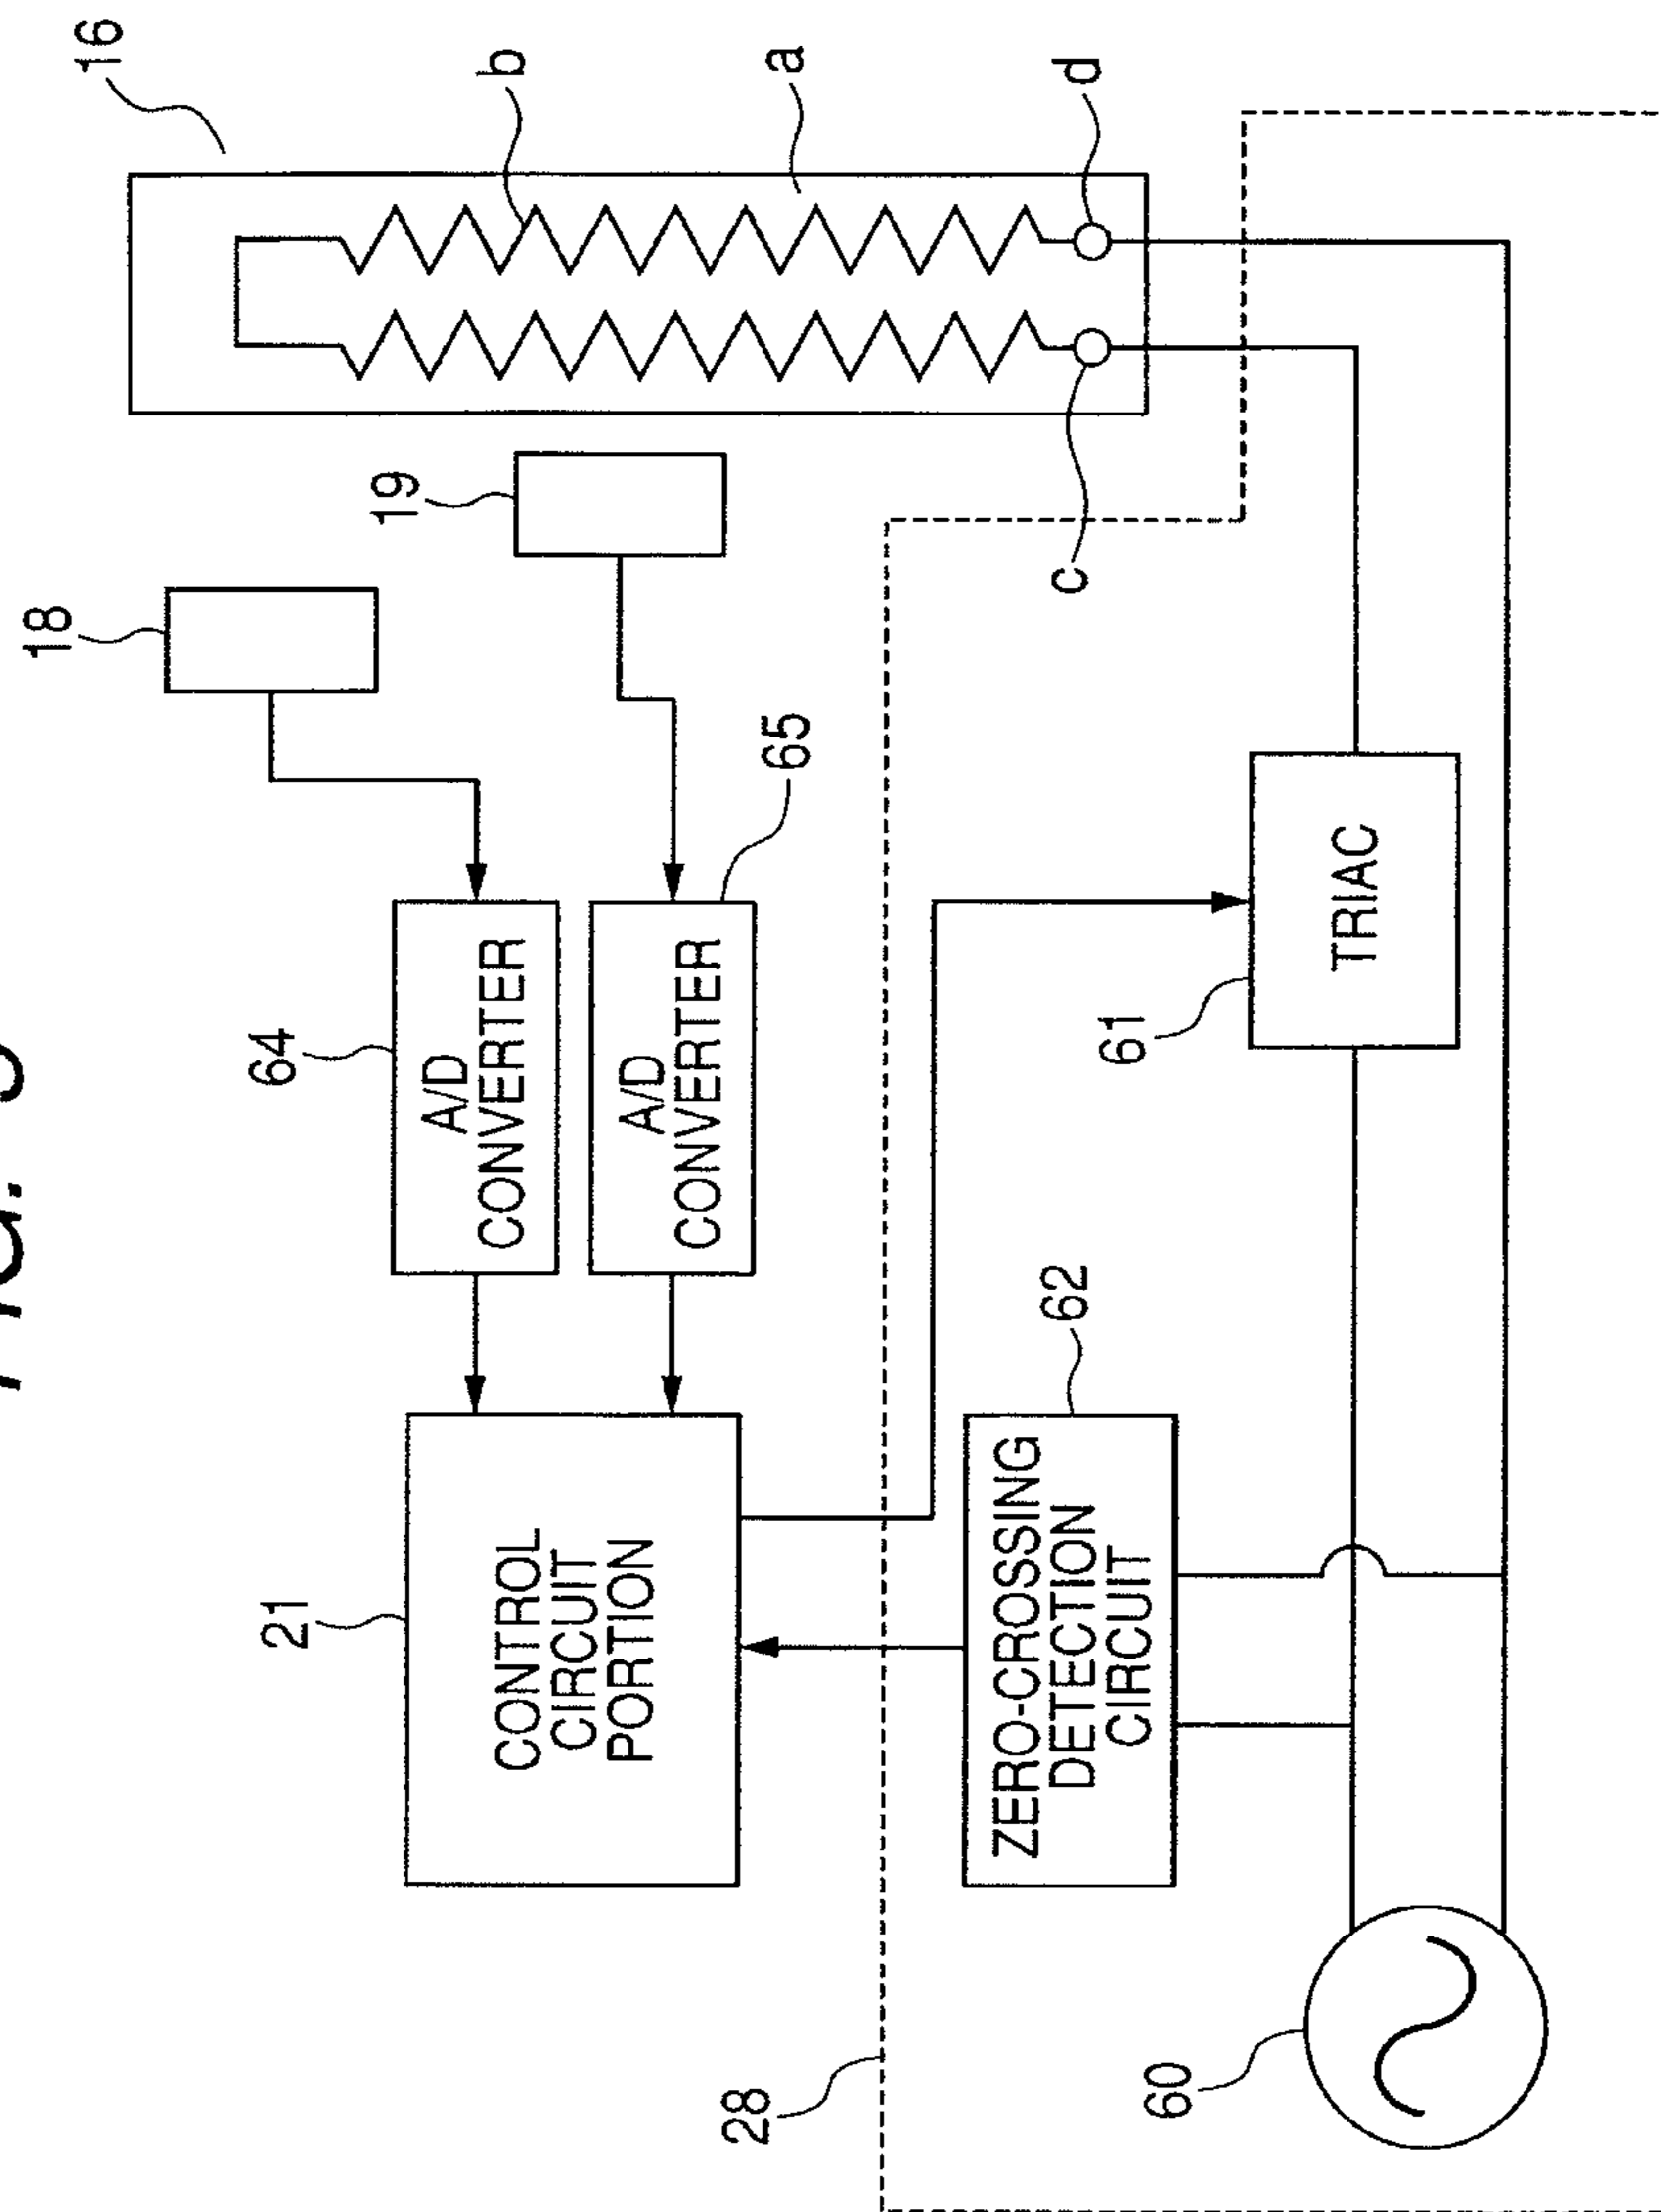 FIG.
18
16
21
64
19
b
CONTROL
CIRCUIT
PORTION
A/D
CONVERTER
A/D
CONVERTER
65
a
28
ZERO-CROSSING
DETECTION
CIRCUIT
62
c
d
60
61
TRIAC